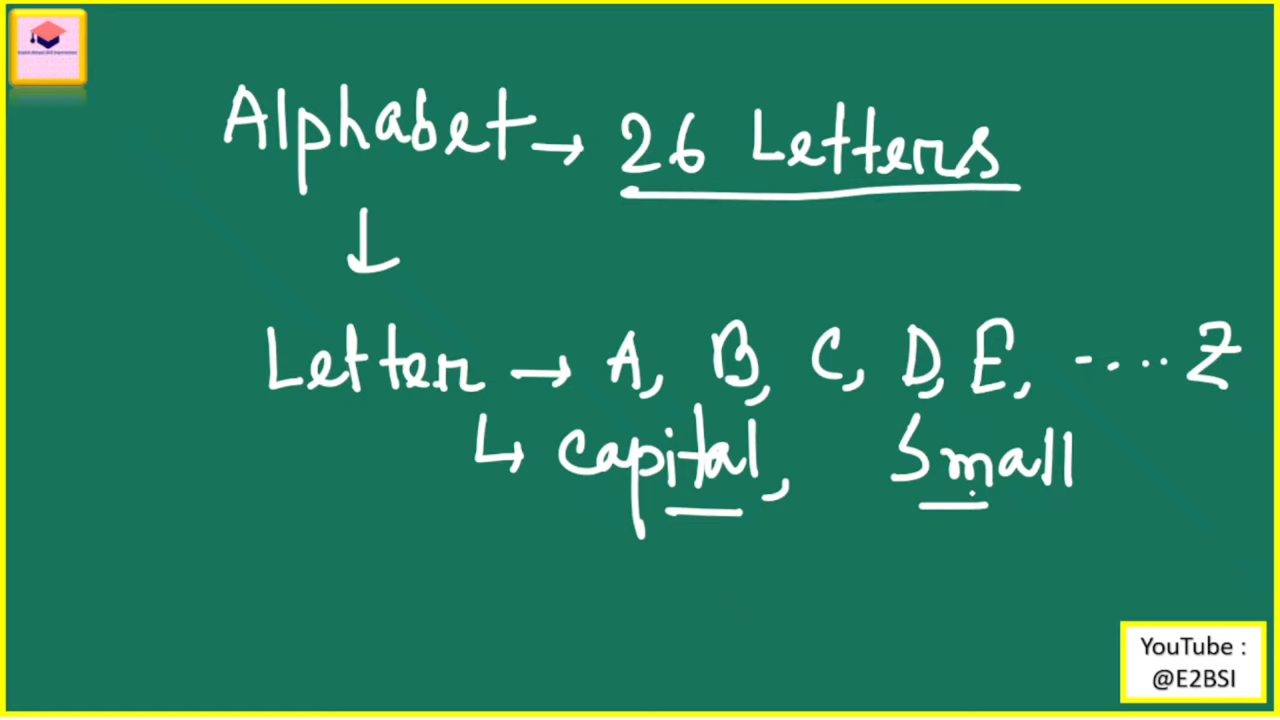 Alphabet → 26 Letters
↓
Letter → A, B, C, D, E, -.... Z
↳ Capital, Small
YouTube :
@E2BSI